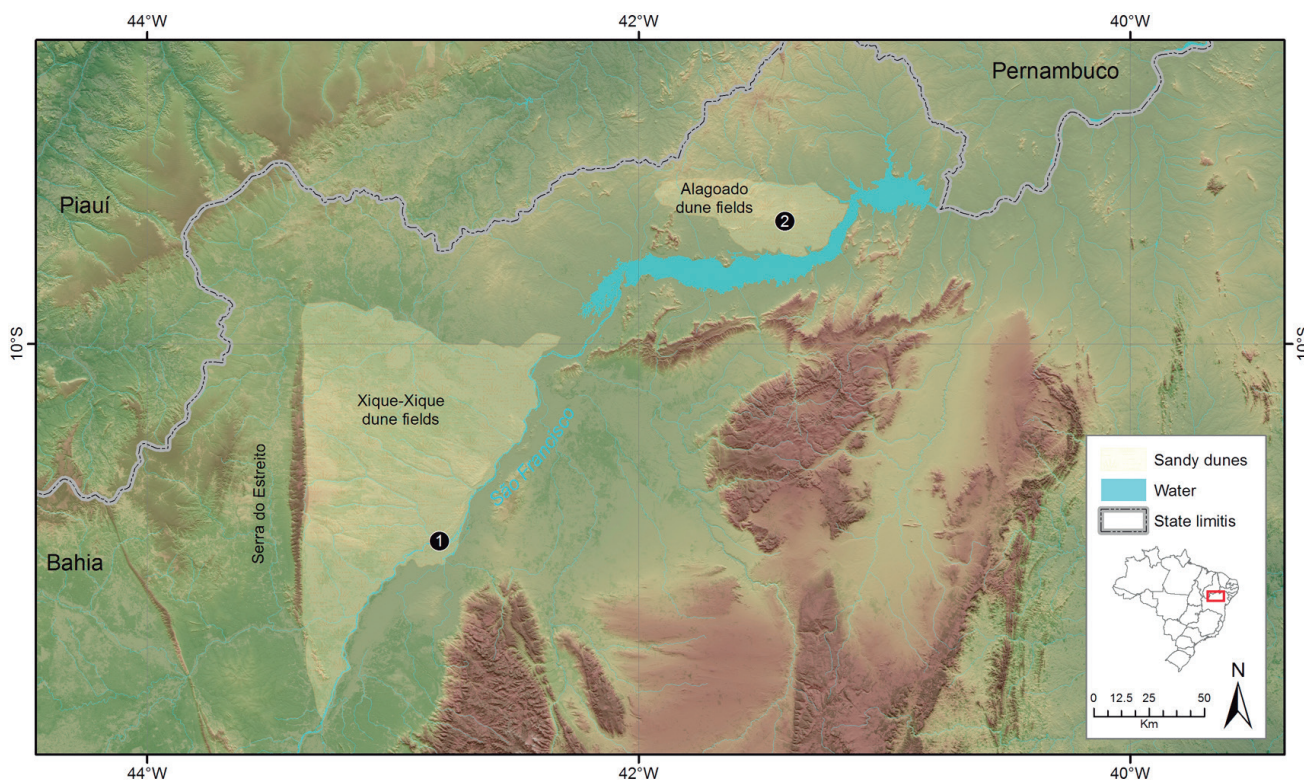 44°W
42°W
40°W
Pernambuco
Piauí
Alagoado
dune fields
2
10°S
10°S
Xique-Xique
dune fields
São Francisco
Serra do Estreito
1
Bahia
Sandy dunes
Water
State limitis
N
0 12.5 25 50
Km
44°W
42°W
40°W